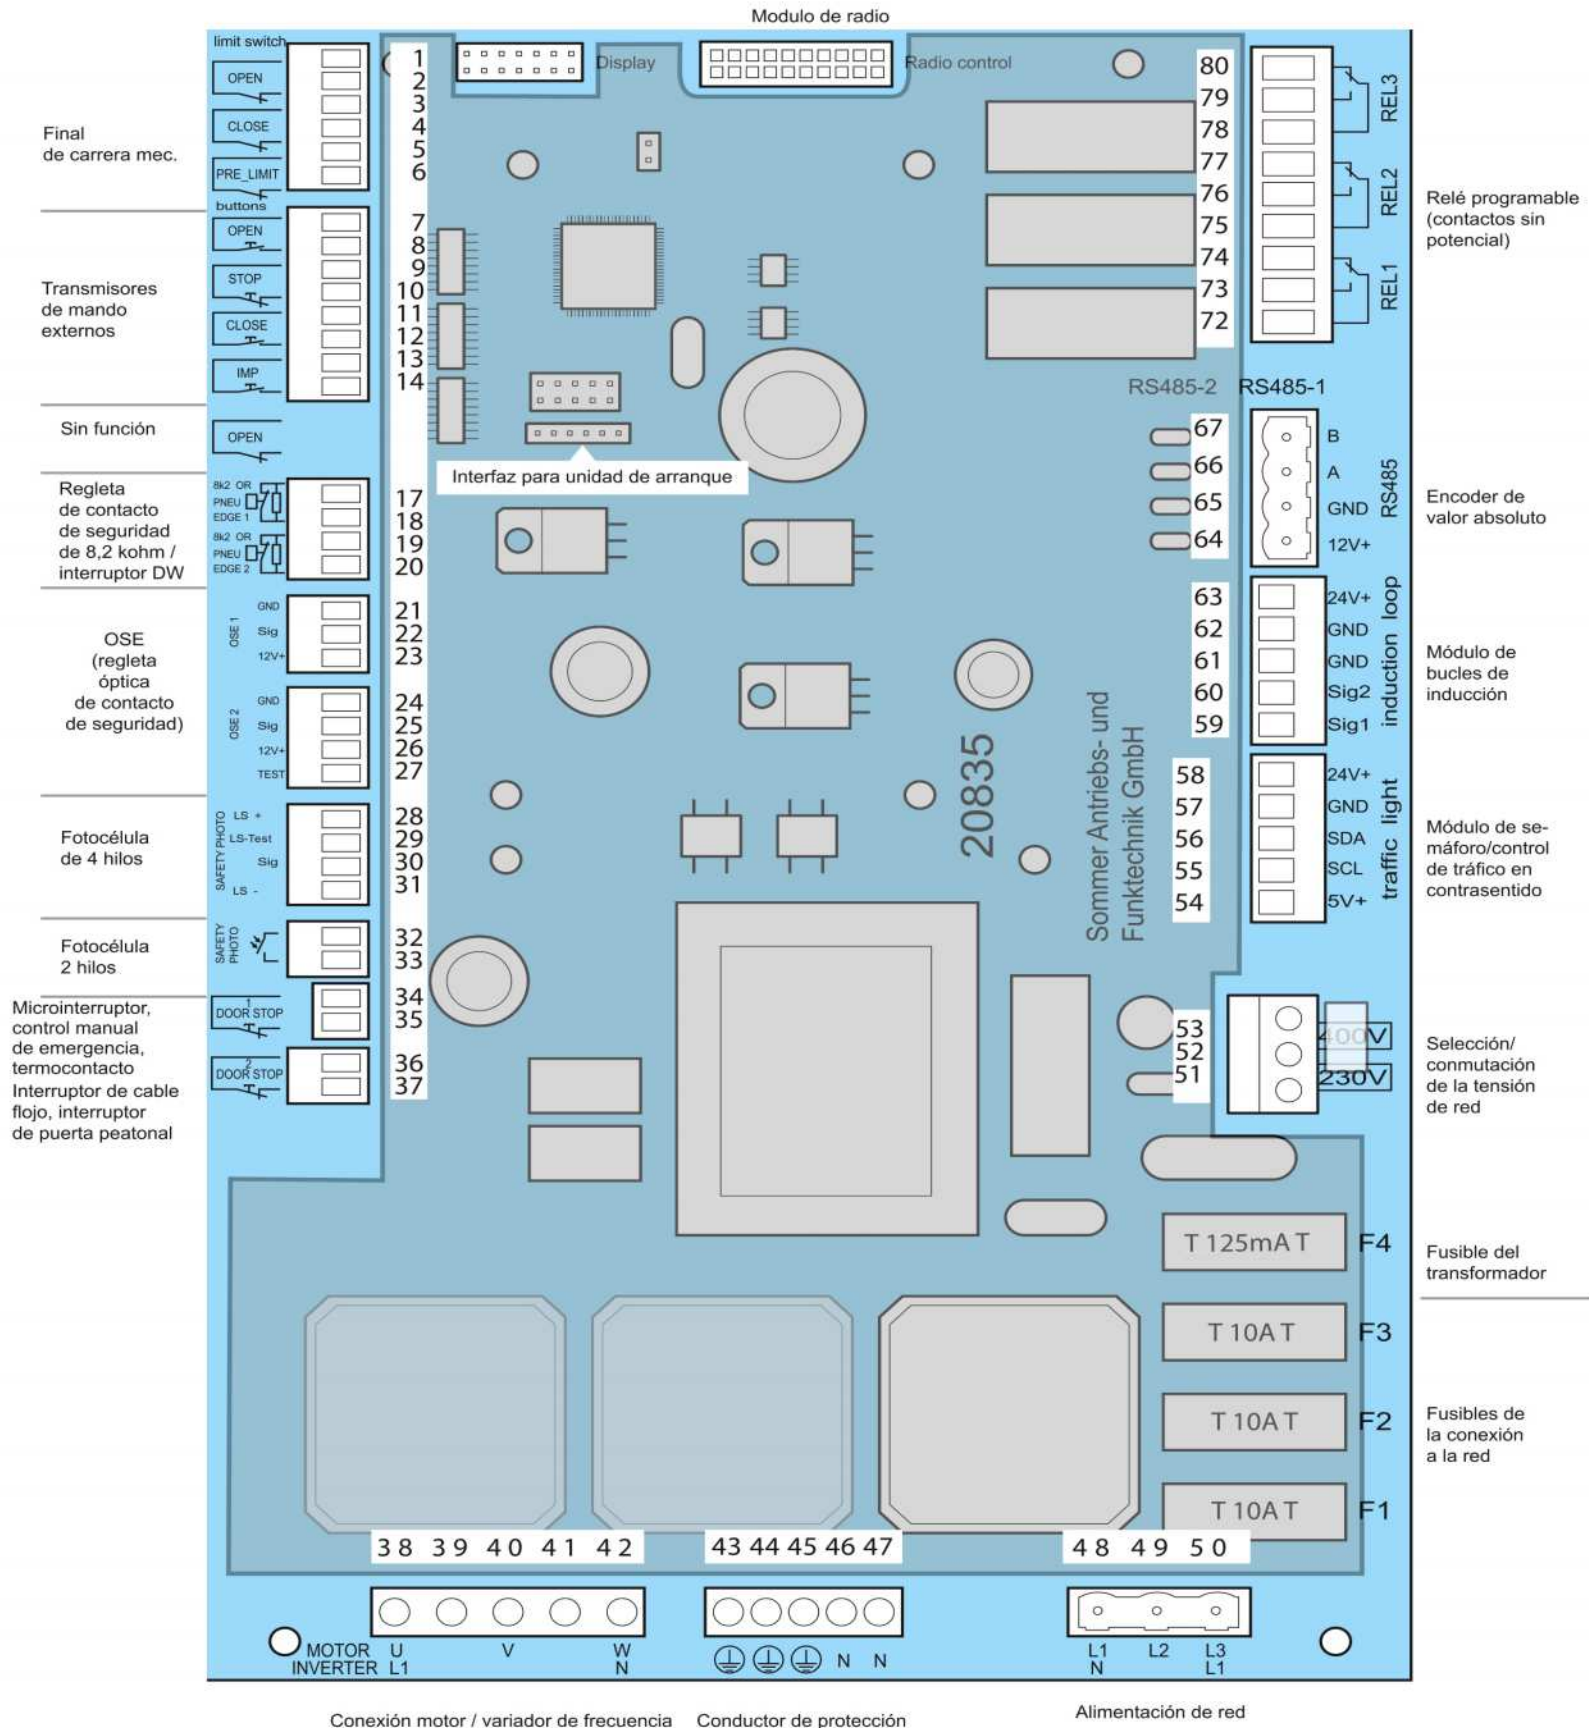 Modulo de radio
limit switch
OPEN
CLOSE
PRE_LIMIT
buttons
OPEN
STOP
CLOSE
IMP
OPEN
8k2 OR
PNEU
EDGE 1
8k2 OR
PNEU
EDGE 2
OSE 1
GND
Sig
12V+
OSE 2
GND
Sig
12V+
TEST
SAFETY PHOTO
LS +
LS-Test
Sig
LS -
SAFETY
PHOTO
1
DOOR STOP
2
DOOR STOP
Final
de carrera mec.
Transmisores
de mando
externos
Sin función
Regleta
de contacto
de seguridad
de 8,2 kohm /
interruptor DW
OSE
(regleta
óptica
de contacto
de seguridad)
Fotocélula
de 4 hilos
Fotocélula
2 hilos
Microinterruptor,
control manual
de emergencia,
termocontacto
Interruptor de cable
flojo, interruptor
de puerta peatonal
1
2
3
4
5
6
7
8
9
10
11
12
13
14
17
18
19
20
21
22
23
24
25
26
27
28
29
30
31
32
33
34
35
36
37
Display
Radio control
Interfaz para unidad de arranque
20835
Sommer Antriebs- und
Funktechnik GmbH
80
79
78
77
76
75
74
73
72
REL3
REL2
REL1
RS485-2
RS485-1
67
66
65
64
B
A
GND
12V+
RS485
63
62
61
60
59
24V+
GND
GND
Sig2
Sig1
induction loop
58
57
56
55
54
24V+
GND
SDA
SCL
5V+
traffic light
53
52
51
400V
230V
T 125mA T
F4
T 10A T
F3
T 10A T
F2
T 10A T
F1
Relé programable
(contactos sin
potencial)
Encoder de
valor absoluto
Módulo de
bucles de
inducción
Módulo de se-
máforo/control
de tráfico en
contrasentido
Selección/
conmutación
de la tensión
de red
Fusible del
transformador
Fusibles de
la conexión
a la red
38 39 40 41 42
43 44 45 46 47
48 49 50
MOTOR U V W
INVERTER L1 N
N N
L1 L2 L3
N L1
Conexión motor / variador de frecuencia
Conductor de protección
Alimentación de red